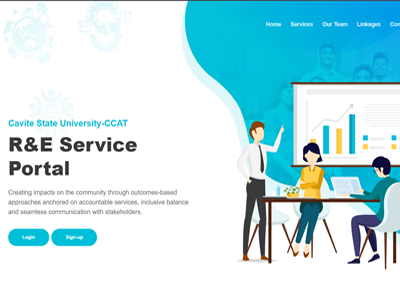 Home Services Our Team Linkages
Cavite State University-CCAT
R&E Service
Portal
Creating impacts on the community through outcomes-based
approaches anchored on accountable services, inclusive balance
and seamless communication with stakeholders.
Login Sign-up